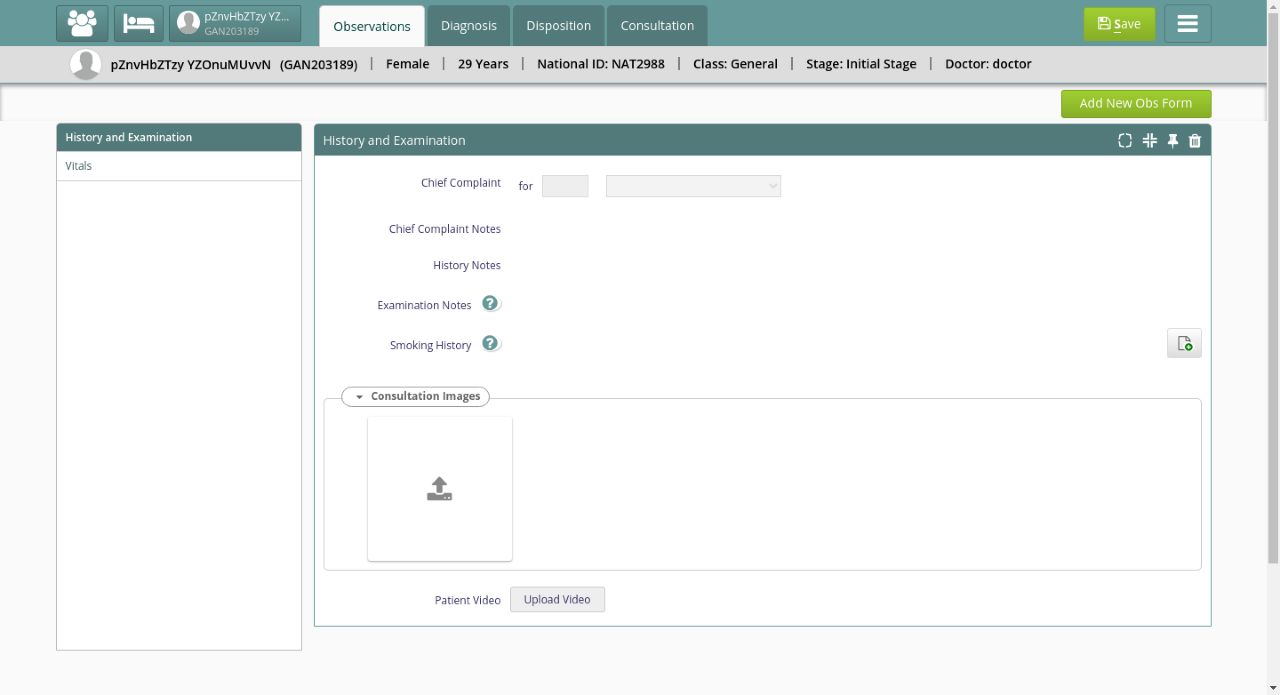 pZnvHbZTzy YZ...
GAN203189
Observations
Diagnosis
Disposition
Consultation
Save
pZnvHbZTzy YZOnuMUvvN (GAN203189) | Female | 29 Years | National ID: NAT2988 | Class: General | Stage: Initial Stage | Doctor: doctor
Add New Obs Form
History and Examination
Vitals
History and Examination
Chief Complaint for
Chief Complaint Notes
History Notes
Examination Notes ?
Smoking History ?
Consultation Images
Patient Video Upload Video